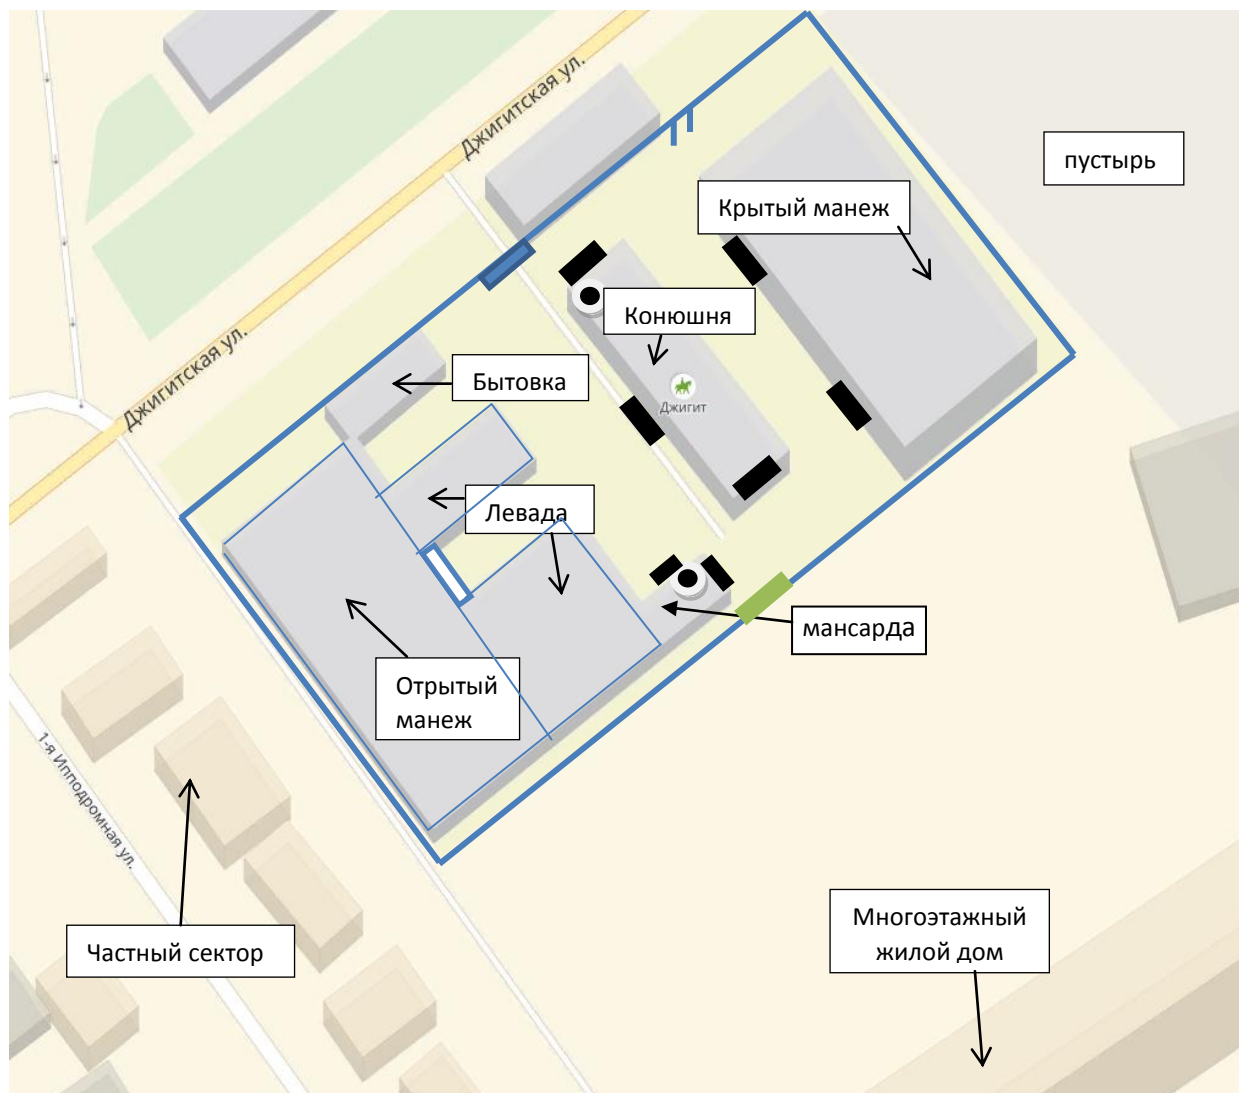 Джигитская ул.
пустырь
Крытый манеж
Конюшня
Джигит
Джигитская ул.
Бытовка
Левада
мансарда
Отрытый
манеж
1-я Ипподромная ул.
Частный сектор
Многоэтажный
жилой дом